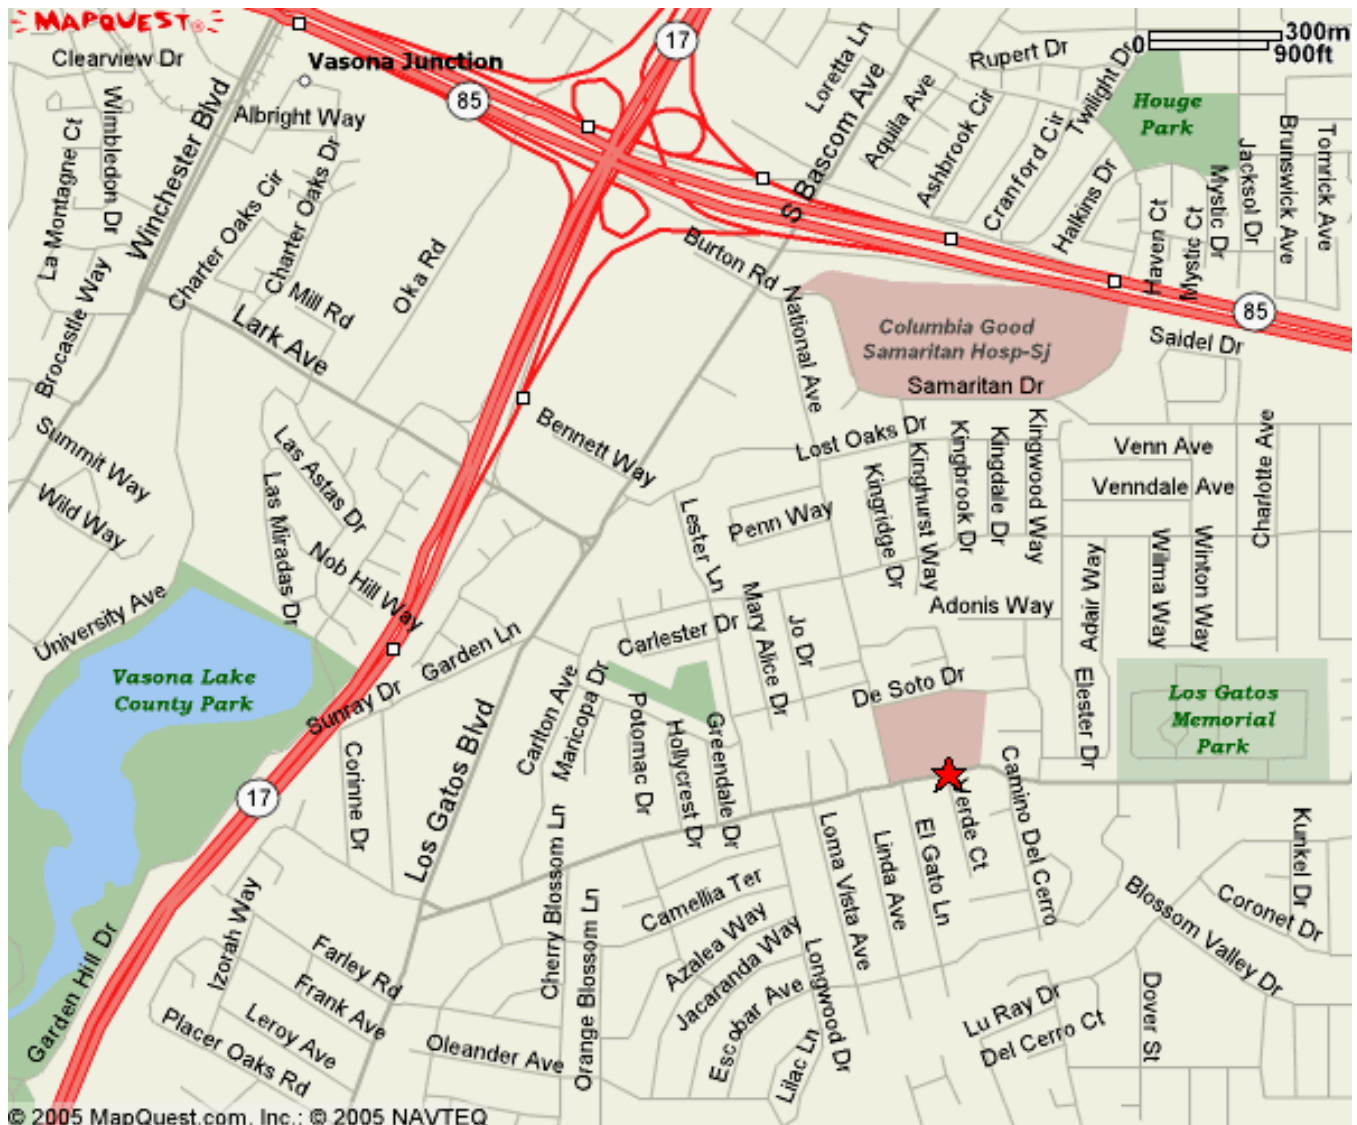 MAPQUEST
300m
0
900ft
17
Clearview Dr
Vasona Junction
85
Loretta Ln
Rupert Dr
Twilight Dr
Houge
Park
Winchester Blvd
Albright Way
Wimbledon Dr
La Montagne Ct
S Bascom Ave
Aquila Ave
Ashbrook Cir
Cranford Cir
Halkins Dr
Haven Ct
Mystic Ct
Mystic Dr
Jacksol Dr
Brunswick Ave
Tomrick Ave
Charter Oaks Cir
Charter Oaks Dr
Oka Rd
Mill Rd
Burton Rd
Brocastle Way
Lark Ave
National Ave
Columbia Good
Samaritan Hosp-Sj
85
Saidel Dr
Samaritan Dr
Bennett Way
Lost Oaks Dr
Summit Way
Wild Way
Las Astas Dr
Las Miradas Dr
Nob Hill Way
Lester Ln
Penn Way
Kingridge Dr
Kinghurst Way
Kingbrook Dr
Kingdale Dr
Kingwood Way
Venn Ave
Venndale Ave
Charlotte Ave
Adair Way
Wilma Way
Winton Way
University Ave
Adonis Way
Mary Alice Dr
Jo Dr
Carlester Dr
Garden Ln
Vasona Lake
County Park
Sunray Dr
De Soto Dr
Elester Dr
Los Gatos
Memorial
Park
Carlton Ave
Maricopa Dr
Potomac Dr
Hollycrest Dr
Greendale Dr
Los Gatos Blvd
Corinne Dr
17
Verde Ct
Camino Del Cerro
Loma Vista Ave
Linda Ave
El Gato Ln
Kunkel Dr
Coronet Dr
Blossom Valley Dr
Cherry Blossom Ln
Orange Blossom Ln
Camellia Ter
Azalea Way
Jacaranda Way
Escobar Ave
Longwood Dr
Lilac Ln
Izorah Way
Farley Rd
Frank Ave
Leroy Ave
Placer Oaks Rd
Oleander Ave
Garden Hill Dr
Lu Ray Dr
Del Cerro Ct
Dover St
© 2005 MapQuest.com, Inc.; © 2005 NAVTEQ